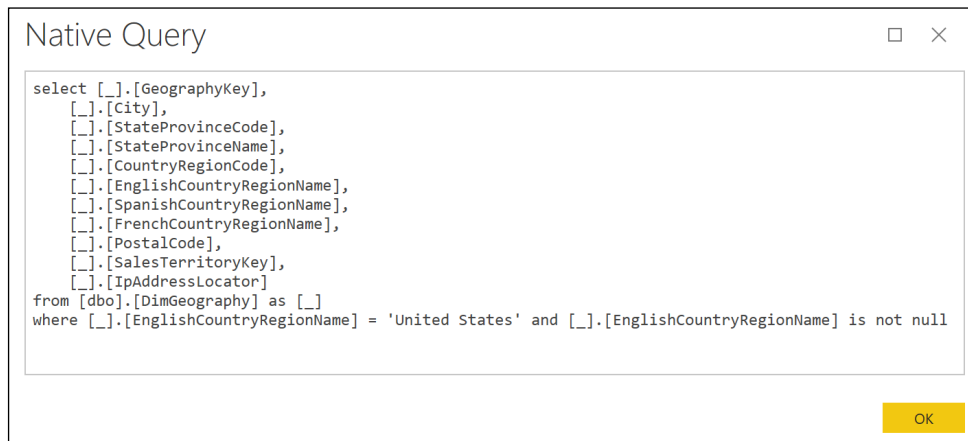 Native Query
select [_].[GeographyKey],
    [_].[City],
    [_].[StateProvinceCode],
    [_].[StateProvinceName],
    [_].[CountryRegionCode],
    [_].[EnglishCountryRegionName],
    [_].[SpanishCountryRegionName],
    [_].[FrenchCountryRegionName],
    [_].[PostalCode],
    [_].[SalesTerritoryKey],
    [_].[IpAddressLocator]
from [dbo].[DimGeography] as [_]
where [_].[EnglishCountryRegionName] = 'United States' and [_].[EnglishCountryRegionName] is not null
OK